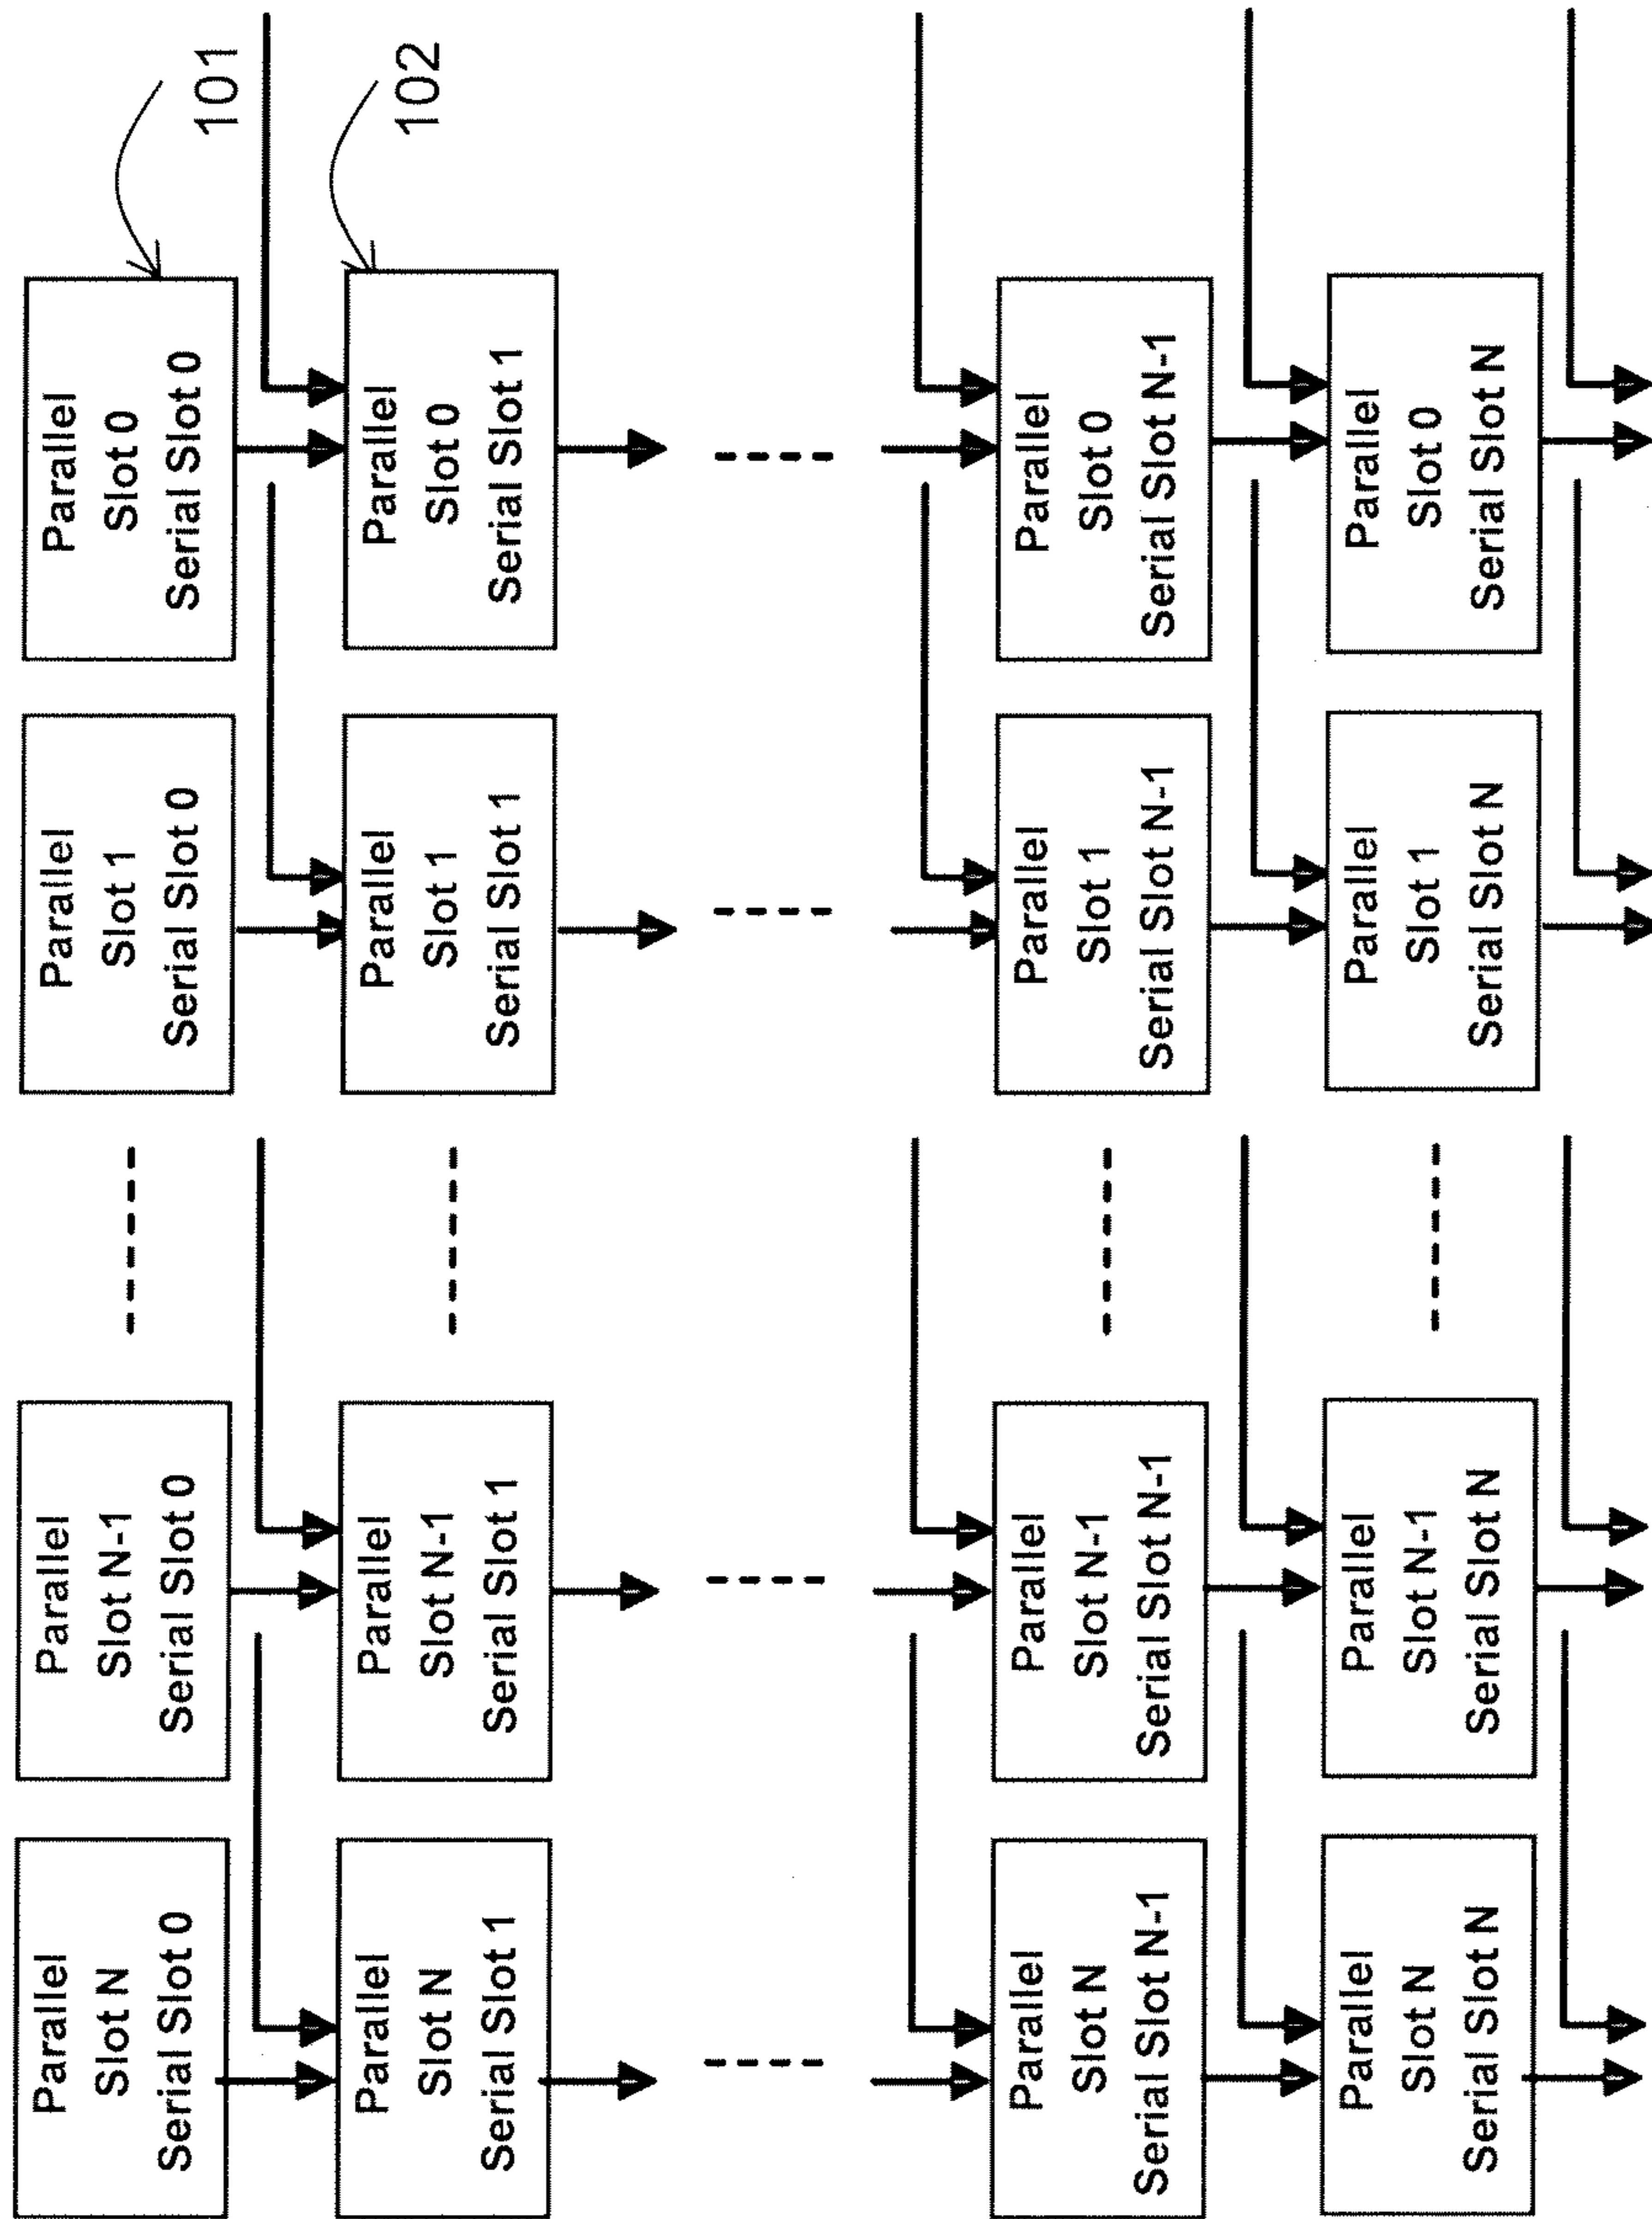 Parallel
Slot N
Serial Slot 0
Parallel
Slot N-1
Serial Slot 0
Parallel
Slot 1
Serial Slot 0
Parallel
Slot 0
Serial Slot 0
101
Parallel
Slot N
Serial Slot 1
Parallel
Slot N-1
Serial Slot 1
Parallel
Slot 1
Serial Slot 1
Parallel
Slot 0
Serial Slot 1
102
Parallel
Slot N
Serial Slot N-1
Parallel
Slot N-1
Serial Slot N-1
Parallel
Slot 1
Serial Slot N-1
Parallel
Slot 0
Serial Slot N-1
Parallel
Slot N
Serial Slot N
Parallel
Slot N-1
Serial Slot N
Parallel
Slot 1
Serial Slot N
Parallel
Slot 0
Serial Slot N